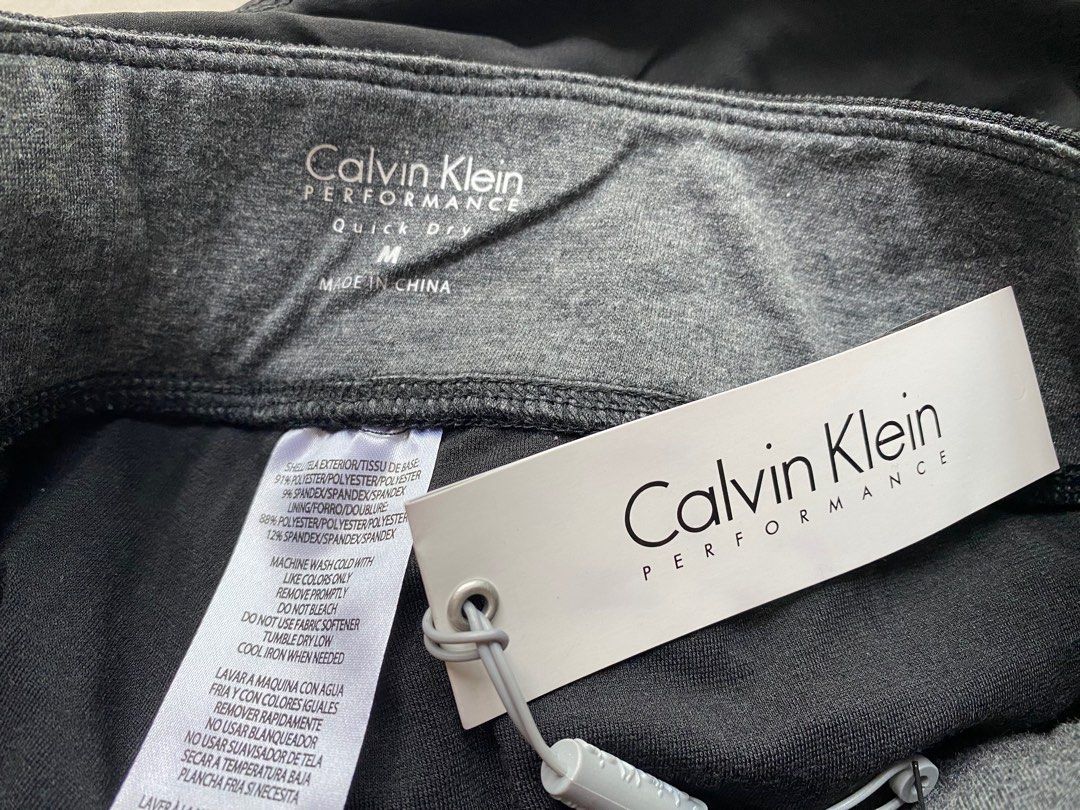 Calvin Klein
PERFORMANCE
Quick Dry
M
MADE IN CHINA
SHELL/TELA EXTERIOR/TISSU DE BASE:
91% POLYESTER/POLYESTER/POLYESTER
9% SPANDEX/SPANDEX/SPANDEX
LINING/FORRO/DOUBLURE:
88% POLYESTER/POLYESTER/POLYESTER
12% SPANDEX/SPANDEX/SPANDEX
MACHINE WASH COLD WITH
LIKE COLORS ONLY
REMOVE PROMPTLY
DO NOT BLEACH
DO NOT USE FABRIC SOFTENER
TUMBLE DRY LOW
COOL IRON WHEN NEEDED
LAVAR A MAQUINA CON AGUA
FRIA Y CON COLORES IGUALES
REMOVER RAPIDAMENTE
NO USAR BLANQUEADOR
NO USAR SUAVISADOR DE TELA
SECAR A TEMPERATURA BAJA
PLANCHA FRIA SI NECESITA
LAVER À LA
Calvin Klein
PERFORMANCE